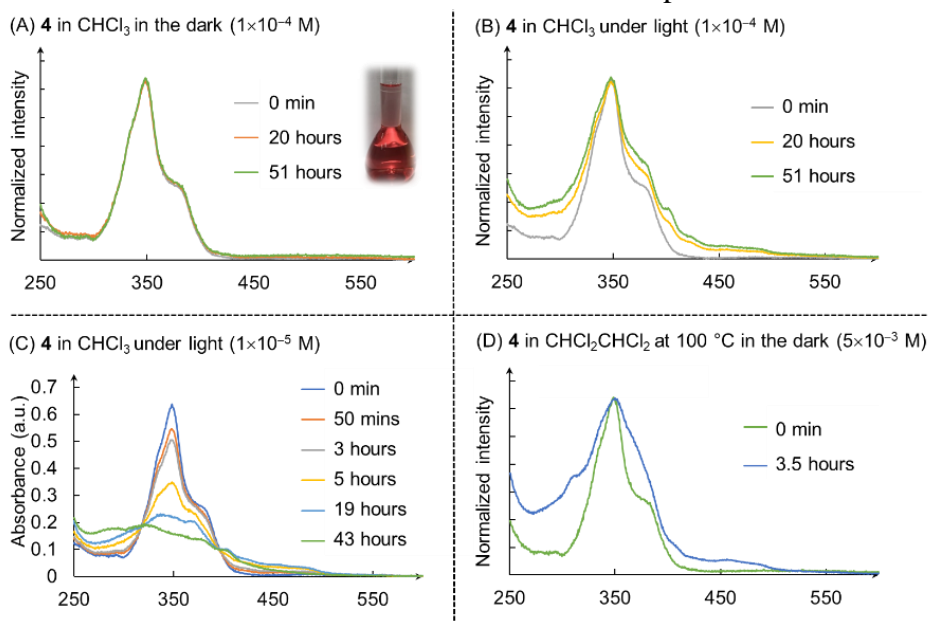 (A) 4 in CHCl3 in the dark (1×10−4 M)
Normalized intensity
0 min
20 hours
51 hours
250 350 450 550
(B) 4 in CHCl3 under light (1×10−4 M)
Normalized intensity
0 min
20 hours
51 hours
250 350 450 550
(C) 4 in CHCl3 under light (1×10−5 M)
Absorbance (a.u.)
0.7
0.6
0.5
0.4
0.3
0.2
0.1
0
0 min
50 mins
3 hours
5 hours
19 hours
43 hours
250 350 450 550
(D) 4 in CHCl2CHCl2 at 100 °C in the dark (5×10−3 M)
Normalized intensity
0 min
3.5 hours
250 350 450 550